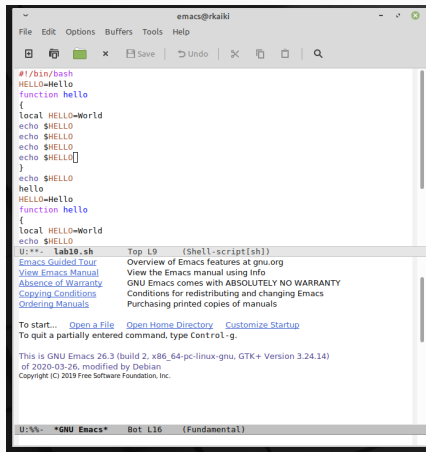 emacs@rkaiki
File Edit Options Buffers Tools Help
Save Undo
#!/bin/bash
HELLO=Hello
function hello
{
local HELLO=World
echo $HELLO
echo $HELLO
echo $HELLO
echo $HELLO
}
echo $HELLO
hello
HELLO=Hello
function hello
{
local HELLO=World
echo $HELLO
U:**- lab10.sh Top L9 (Shell-script[sh])
Emacs Guided Tour Overview of Emacs features at gnu.org
View Emacs Manual View the Emacs manual using Info
Absence of Warranty GNU Emacs comes with ABSOLUTELY NO WARRANTY
Copying Conditions Conditions for redistributing and changing Emacs
Ordering Manuals Purchasing printed copies of manuals
To start... Open a File Open Home Directory Customize Startup
To quit a partially entered command, type Control-g.
This is GNU Emacs 26.3 (build 2, x86_64-pc-linux-gnu, GTK+ Version 3.24.14)
of 2020-03-26, modified by Debian
Copyright (C) 2019 Free Software Foundation, Inc.
U:%%- *GNU Emacs* Bot L16 (Fundamental)